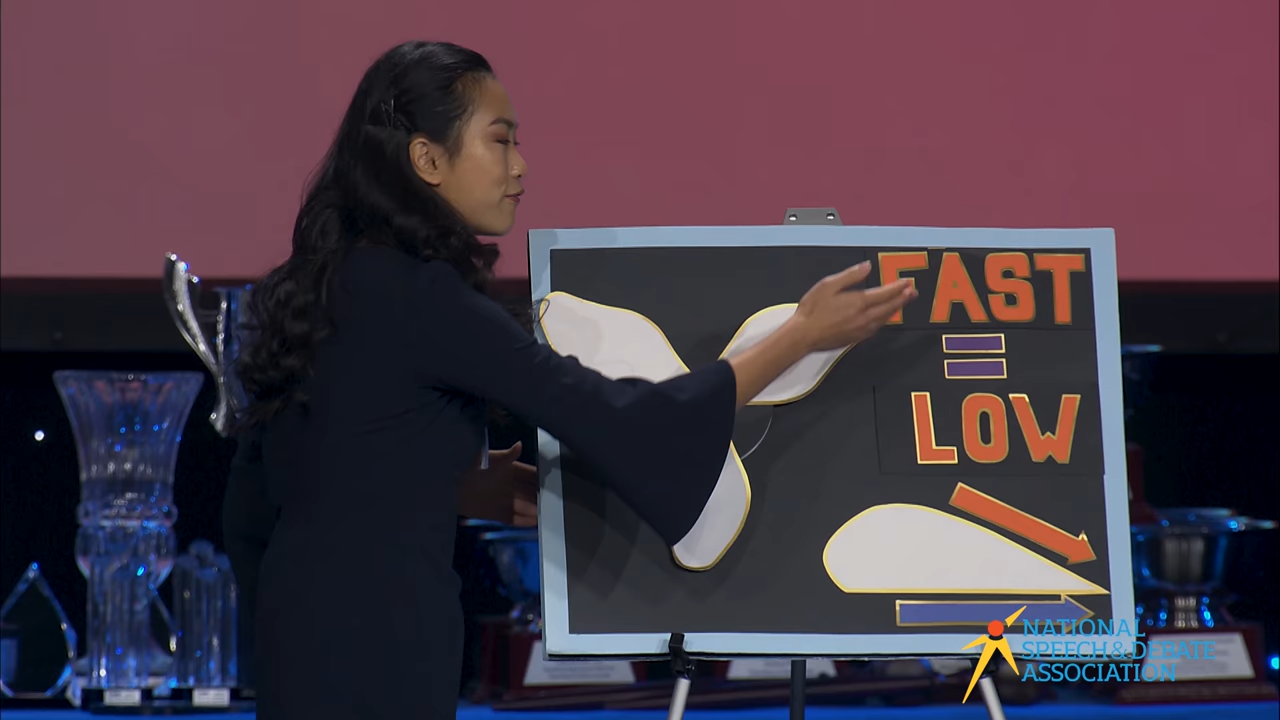 FAST
=
LOW
NATIONAL
SPEECH & DEBATE
ASSOCIATION